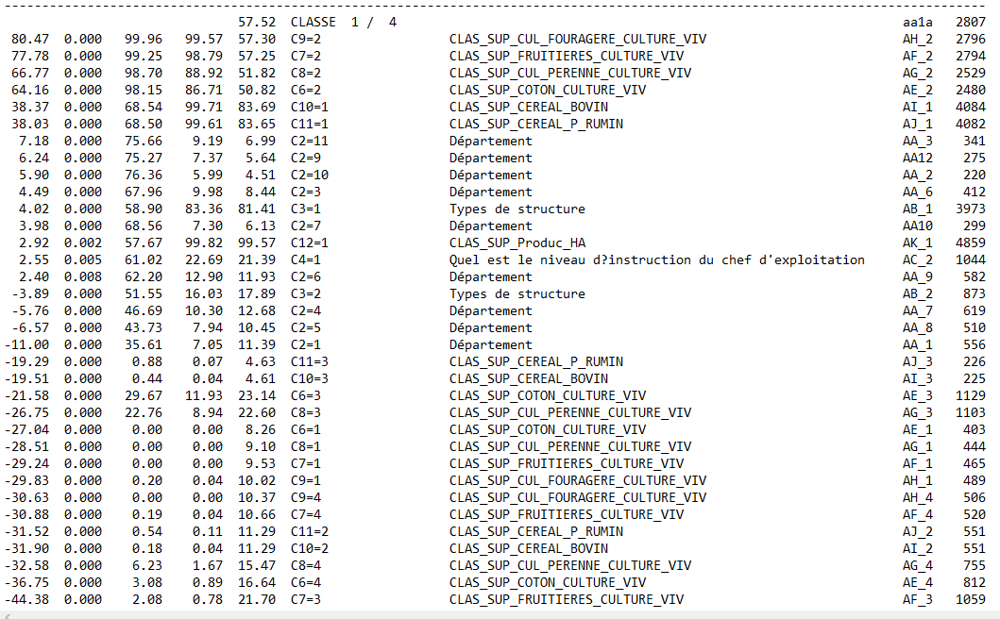 57.52 CLASSE 1 / 4 aa1a 2807
80.47 0.000 99.96 99.57 57.30 C9=2 CLAS_SUP_CUL_FOURAGERE_CULTURE_VIV AH_2 2796
77.78 0.000 99.25 98.79 57.25 C7=2 CLAS_SUP_FRUITIERES_CULTURE_VIV AF_2 2794
66.77 0.000 98.70 88.92 51.82 C8=2 CLAS_SUP_CUL_PERENNE_CULTURE_VIV AG_2 2529
64.16 0.000 98.15 86.71 50.82 C6=2 CLAS_SUP_COTON_CULTURE_VIV AE_2 2480
38.37 0.000 68.54 99.71 83.69 C10=1 CLAS_SUP_CEREAL_BOVIN AI_1 4084
38.03 0.000 68.50 99.61 83.65 C11=1 CLAS_SUP_CEREAL_P_RUMIN AJ_1 4082
7.18 0.000 75.66 9.19 6.99 C2=11 Département AA_3 341
6.24 0.000 75.27 7.37 5.64 C2=9 Département AA12 275
5.90 0.000 76.36 5.99 4.51 C2=10 Département AA_2 220
4.49 0.000 67.96 9.98 8.44 C2=3 Département AA_6 412
4.02 0.000 58.90 83.36 81.41 C3=1 Types de structure AB_1 3973
3.98 0.000 68.56 7.30 6.13 C2=7 Département AA10 299
2.92 0.002 57.67 99.82 99.57 C12=1 CLAS_SUP_Produc_HA AK_1 4859
2.55 0.005 61.02 22.69 21.39 C4=1 Quel est le niveau d?instruction du chef d'exploitation AC_2 1044
2.40 0.008 62.20 12.90 11.93 C2=6 Département AA_9 582
-3.89 0.000 51.55 16.03 17.89 C3=2 Types de structure AB_2 873
-5.76 0.000 46.69 10.30 12.68 C2=4 Département AA_7 619
-6.57 0.000 43.73 7.94 10.45 C2=5 Département AA_8 510
-11.00 0.000 35.61 7.05 11.39 C2=1 Département AA_1 556
-19.29 0.000 0.88 0.07 4.63 C11=3 CLAS_SUP_CEREAL_P_RUMIN AJ_3 226
-19.51 0.000 0.44 0.04 4.61 C10=3 CLAS_SUP_CEREAL_BOVIN AI_3 225
-21.58 0.000 29.67 11.93 23.14 C6=3 CLAS_SUP_COTON_CULTURE_VIV AE_3 1129
-26.75 0.000 22.76 8.94 22.60 C8=3 CLAS_SUP_CUL_PERENNE_CULTURE_VIV AG_3 1103
-27.04 0.000 0.00 0.00 8.26 C6=1 CLAS_SUP_COTON_CULTURE_VIV AE_1 403
-28.51 0.000 0.00 0.00 9.10 C8=1 CLAS_SUP_CUL_PERENNE_CULTURE_VIV AG_1 444
-29.24 0.000 0.00 0.00 9.53 C7=1 CLAS_SUP_FRUITIERES_CULTURE_VIV AF_1 465
-29.83 0.000 0.20 0.04 10.02 C9=1 CLAS_SUP_CUL_FOURAGERE_CULTURE_VIV AH_1 489
-30.63 0.000 0.00 0.00 10.37 C9=4 CLAS_SUP_CUL_FOURAGERE_CULTURE_VIV AH_4 506
-30.88 0.000 0.19 0.04 10.66 C7=4 CLAS_SUP_FRUITIERES_CULTURE_VIV AF_4 520
-31.52 0.000 0.54 0.11 11.29 C11=2 CLAS_SUP_CEREAL_P_RUMIN AJ_2 551
-31.90 0.000 0.18 0.04 11.29 C10=2 CLAS_SUP_CEREAL_BOVIN AI_2 551
-32.58 0.000 6.23 1.67 15.47 C8=4 CLAS_SUP_CUL_PERENNE_CULTURE_VIV AG_4 755
-36.75 0.000 3.08 0.89 16.64 C6=4 CLAS_SUP_COTON_CULTURE_VIV AE_4 812
-44.38 0.000 2.08 0.78 21.70 C7=3 CLAS_SUP_FRUITIERES_CULTURE_VIV AF_3 1059